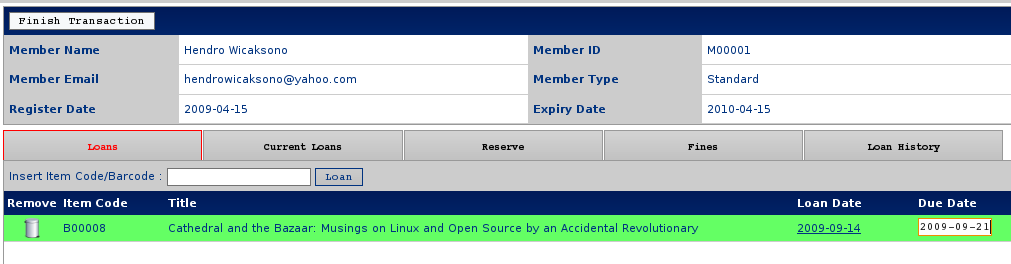 Finish Transaction
Member Name Hendro Wicaksono Member ID M00001
Member Email hendrowicaksono@yahoo.com Member Type Standard
Register Date 2009-04-15 Expiry Date 2010-04-15
Loans Current Loans Reserve Fines Loan History
Insert Item Code/Barcode : Loan
Remove Item Code Title Loan Date Due Date
B00008 Cathedral and the Bazaar: Musings on Linux and Open Source by an Accidental Revolutionary 2009-09-14 2009-09-21